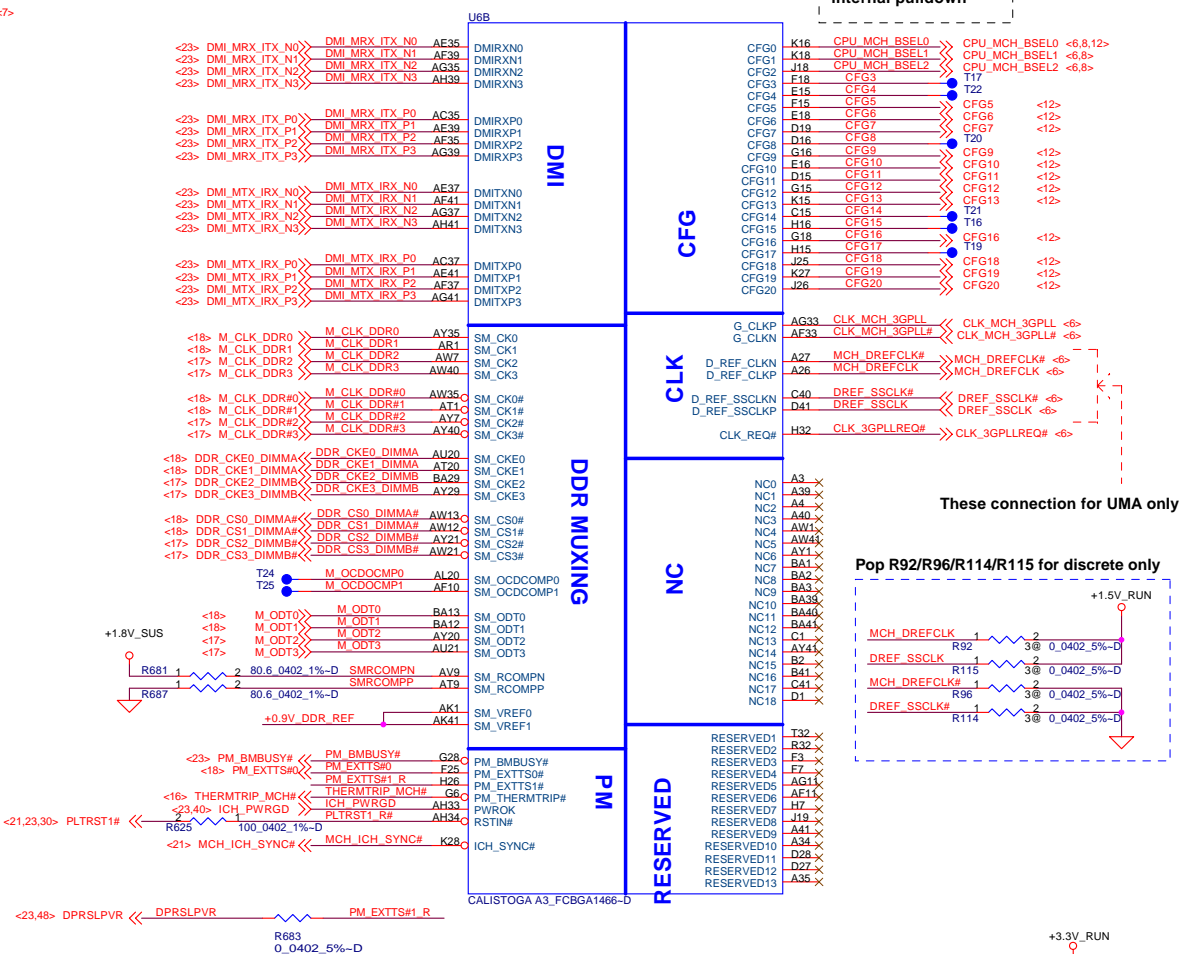 <7>
internal pulldown
U6B
<23> DMI_MRX_ITX_N0 DMI_MRX_ITX_N0 AE35 DMIRXN0
<23> DMI_MRX_ITX_N1 DMI_MRX_ITX_N1 AF39 DMIRXN1
<23> DMI_MRX_ITX_N2 DMI_MRX_ITX_N2 AG35 DMIRXN2
<23> DMI_MRX_ITX_N3 DMI_MRX_ITX_N3 AH39 DMIRXN3
<23> DMI_MRX_ITX_P0 DMI_MRX_ITX_P0 AC35 DMIRXP0
<23> DMI_MRX_ITX_P1 DMI_MRX_ITX_P1 AE39 DMIRXP1
<23> DMI_MRX_ITX_P2 DMI_MRX_ITX_P2 AF35 DMIRXP2
<23> DMI_MRX_ITX_P3 DMI_MRX_ITX_P3 AG39 DMIRXP3
<23> DMI_MTX_IRX_N0 DMI_MTX_IRX_N0 AE37 DMITXN0
<23> DMI_MTX_IRX_N1 DMI_MTX_IRX_N1 AF41 DMITXN1
<23> DMI_MTX_IRX_N2 DMI_MTX_IRX_N2 AG37 DMITXN2
<23> DMI_MTX_IRX_N3 DMI_MTX_IRX_N3 AH41 DMITXN3
<23> DMI_MTX_IRX_P0 DMI_MTX_IRX_P0 AC37 DMITXP0
<23> DMI_MTX_IRX_P1 DMI_MTX_IRX_P1 AE41 DMITXP1
<23> DMI_MTX_IRX_P2 DMI_MTX_IRX_P2 AF37 DMITXP2
<23> DMI_MTX_IRX_P3 DMI_MTX_IRX_P3 AG41 DMITXP3
DMI
<18> M_CLK_DDR0 M_CLK_DDR0 AY35 SM_CK0
<18> M_CLK_DDR1 M_CLK_DDR1 AR1 SM_CK1
<17> M_CLK_DDR2 M_CLK_DDR2 AW7 SM_CK2
<17> M_CLK_DDR3 M_CLK_DDR3 AW40 SM_CK3
<18> M_CLK_DDR#0 M_CLK_DDR#0 AW35 SM_CK0#
<18> M_CLK_DDR#1 M_CLK_DDR#1 AT1 SM_CK1#
<17> M_CLK_DDR#2 M_CLK_DDR#2 AY7 SM_CK2#
<17> M_CLK_DDR#3 M_CLK_DDR#3 AY40 SM_CK3#
<18> DDR_CKE0_DIMMA DDR_CKE0_DIMMA AU20 SM_CKE0
<18> DDR_CKE1_DIMMA DDR_CKE1_DIMMA AT20 SM_CKE1
<17> DDR_CKE2_DIMMB DDR_CKE2_DIMMB BA29 SM_CKE2
<17> DDR_CKE3_DIMMB DDR_CKE3_DIMMB AY29 SM_CKE3
<18> DDR_CS0_DIMMA# DDR_CS0_DIMMA# AW13 SM_CS0#
<18> DDR_CS1_DIMMA# DDR_CS1_DIMMA# AW12 SM_CS1#
<17> DDR_CS2_DIMMB# DDR_CS2_DIMMB# AY21 SM_CS2#
<17> DDR_CS3_DIMMB# DDR_CS3_DIMMB# AW21 SM_CS3#
T24 M_OCDOCMP0 AL20 SM_OCDCOMP0
T25 M_OCDOCMP1 AF10 SM_OCDCOMP1
<18> M_ODT0 M_ODT0 BA13 SM_ODT0
<18> M_ODT1 M_ODT1 BA12 SM_ODT1
<17> M_ODT2 M_ODT2 AY20 SM_ODT2
<17> M_ODT3 M_ODT3 AU21 SM_ODT3
+1.8V_SUS
R681 1 2 80.6_0402_1%~D SMRCOMPN AV9 SM_RCOMPN
R687 1 2 80.6_0402_1%~D SMRCOMPP AT9 SM_RCOMPP
AK1 SM_VREF0
+0.9V_DDR_REF AK41 SM_VREF1
DDR MUXING
<23> PM_BMBUSY# PM_BMBUSY# G28 PM_BMBUSY#
<18> PM_EXTTS#0 PM_EXTTS#0 F25 PM_EXTTS0#
PM_EXTTS#1_R H26 PM_EXTTS1#
<16> THERMTRIP_MCH# THERMTRIP_MCH# G6 PM_THERMTRIP#
<23,40> ICH_PWRGD ICH_PWRGD AH33 PWROK
<21,23,30> PLTRST1# 2 1 R625 100_0402_1%~D PLTRST1_R# AH34 RSTIN#
<21> MCH_ICH_SYNC# MCH_ICH_SYNC# K28 ICH_SYNC#
PM
CALISTOGA A3_FCBGA1466~D
<23,48> DPRSLPVR DPRSLPVR PM_EXTTS#1_R
R683
0_0402_5%~D
CFG
CFG0 K16 CPU_MCH_BSEL0 CPU_MCH_BSEL0 <6,8,12>
CFG1 K18 CPU_MCH_BSEL1 CPU_MCH_BSEL1 <6,8>
CFG2 J18 CPU_MCH_BSEL2 CPU_MCH_BSEL2 <6,8>
CFG3 F18 CFG3 T17
CFG4 E15 CFG4 T22
CFG5 F15 CFG5 CFG5 <12>
CFG6 E18 CFG6 CFG6 <12>
CFG7 D19 CFG7 CFG7 <12>
CFG8 D16 CFG8 T20
CFG9 G16 CFG9 CFG9 <12>
CFG10 E16 CFG10 CFG10 <12>
CFG11 D15 CFG11 CFG11 <12>
CFG12 G15 CFG12 CFG12 <12>
CFG13 K15 CFG13 CFG13 <12>
CFG14 C15 CFG14 T21
CFG15 H16 CFG15 T16
CFG16 G18 CFG16 CFG16 <12>
CFG17 H15 CFG17 T19
CFG18 J25 CFG18 CFG18 <12>
CFG19 K27 CFG19 CFG19 <12>
CFG20 J26 CFG20 CFG20 <12>
CLK
G_CLKP AG33 CLK_MCH_3GPLL CLK_MCH_3GPLL <6>
G_CLKN AF33 CLK_MCH_3GPLL# CLK_MCH_3GPLL# <6>
D_REF_CLKN A27 MCH_DREFCLK# MCH_DREFCLK# <6>
D_REF_CLKP A26 MCH_DREFCLK MCH_DREFCLK <6>
D_REF_SSCLKN C40 DREF_SSCLK# DREF_SSCLK# <6>
D_REF_SSCLKP D41 DREF_SSCLK DREF_SSCLK <6>
CLK_REQ# H32 CLK_3GPLLREQ# CLK_3GPLLREQ# <6>
These connection for UMA only
NC
NC0 A3
NC1 A39
NC2 A4
NC3 A40
NC4 AW1
NC5 AW41
NC6 AY1
NC7 BA1
NC8 BA2
NC9 BA3
NC10 BA39
NC11 BA40
NC12 BA41
NC13 C1
NC14 AY41
NC15 B2
NC16 B41
NC17 C41
NC18 D1
Pop R92/R96/R114/R115 for discrete only
+1.5V_RUN
MCH_DREFCLK 1 2 R92 3@ 0_0402_5%~D
DREF_SSCLK 1 2 R115 3@ 0_0402_5%~D
MCH_DREFCLK# 1 2 R96 3@ 0_0402_5%~D
DREF_SSCLK# 1 2 R114 3@ 0_0402_5%~D
RESERVED
RESERVED1 T32
RESERVED2 R32
RESERVED3 F3
RESERVED4 F7
RESERVED5 AG11
RESERVED6 AF11
RESERVED7 H7
RESERVED8 J19
RESERVED9 A41
RESERVED10 A34
RESERVED11 D28
RESERVED12 D27
RESERVED13 A35
+3.3V_RUN